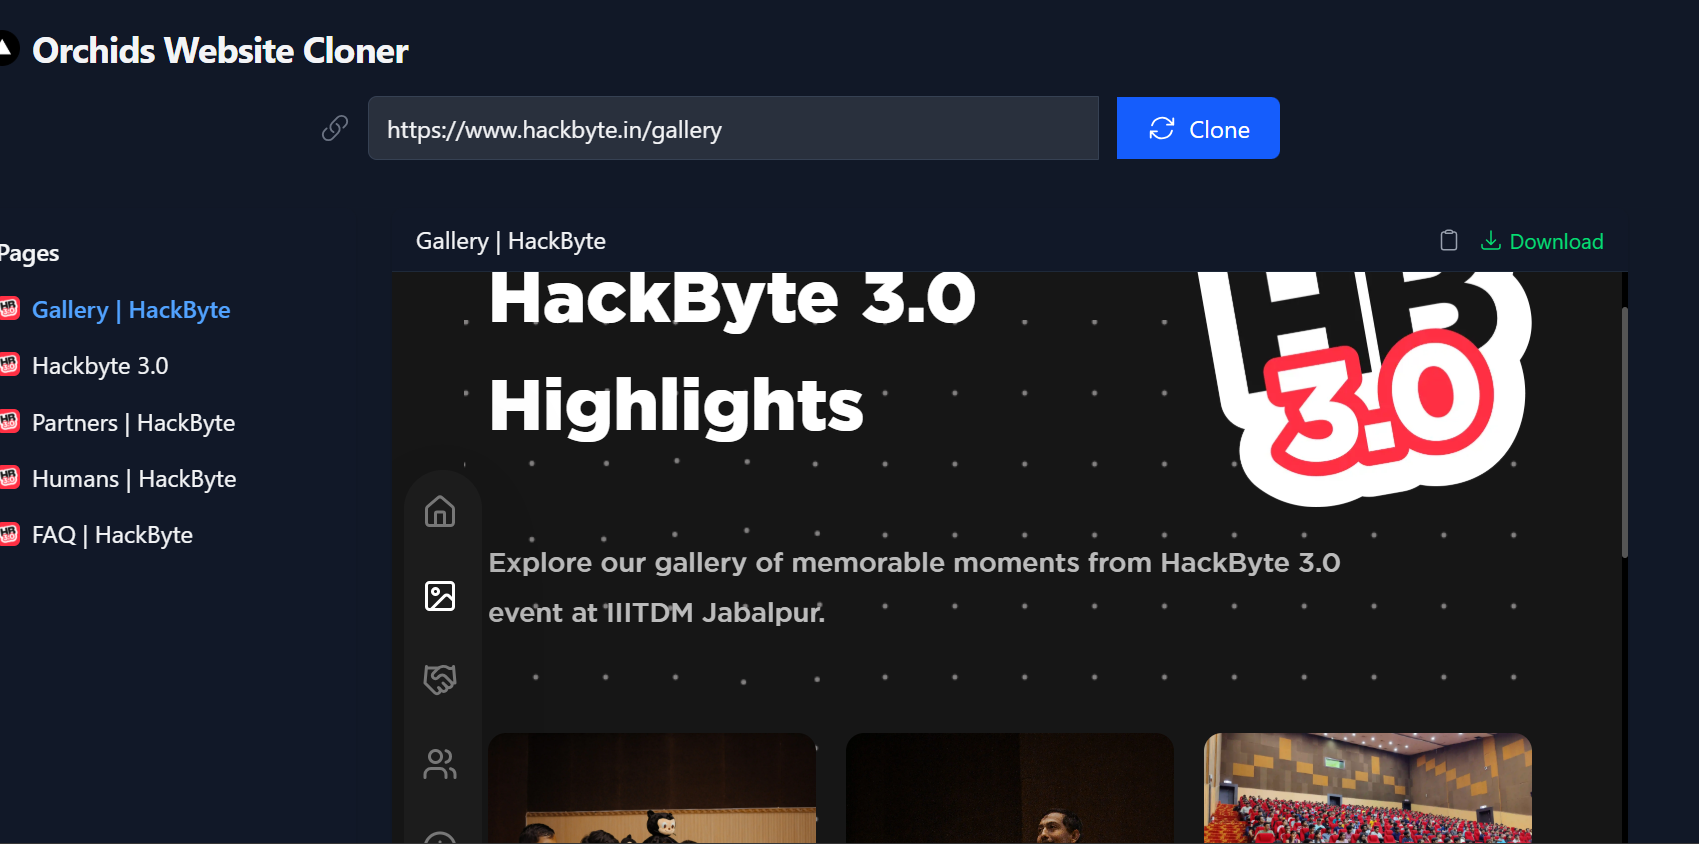 Orchids Website Cloner
https://www.hackbyte.in/gallery
Clone
Pages
Gallery | HackByte
Hackbyte 3.0
Partners | HackByte
Humans | HackByte
FAQ | HackByte
Gallery | HackByte
Download
HackByte 3.0
Highlights
HB
3.0
Explore our gallery of memorable moments from HackByte 3.0
event at IIITDM Jabalpur.